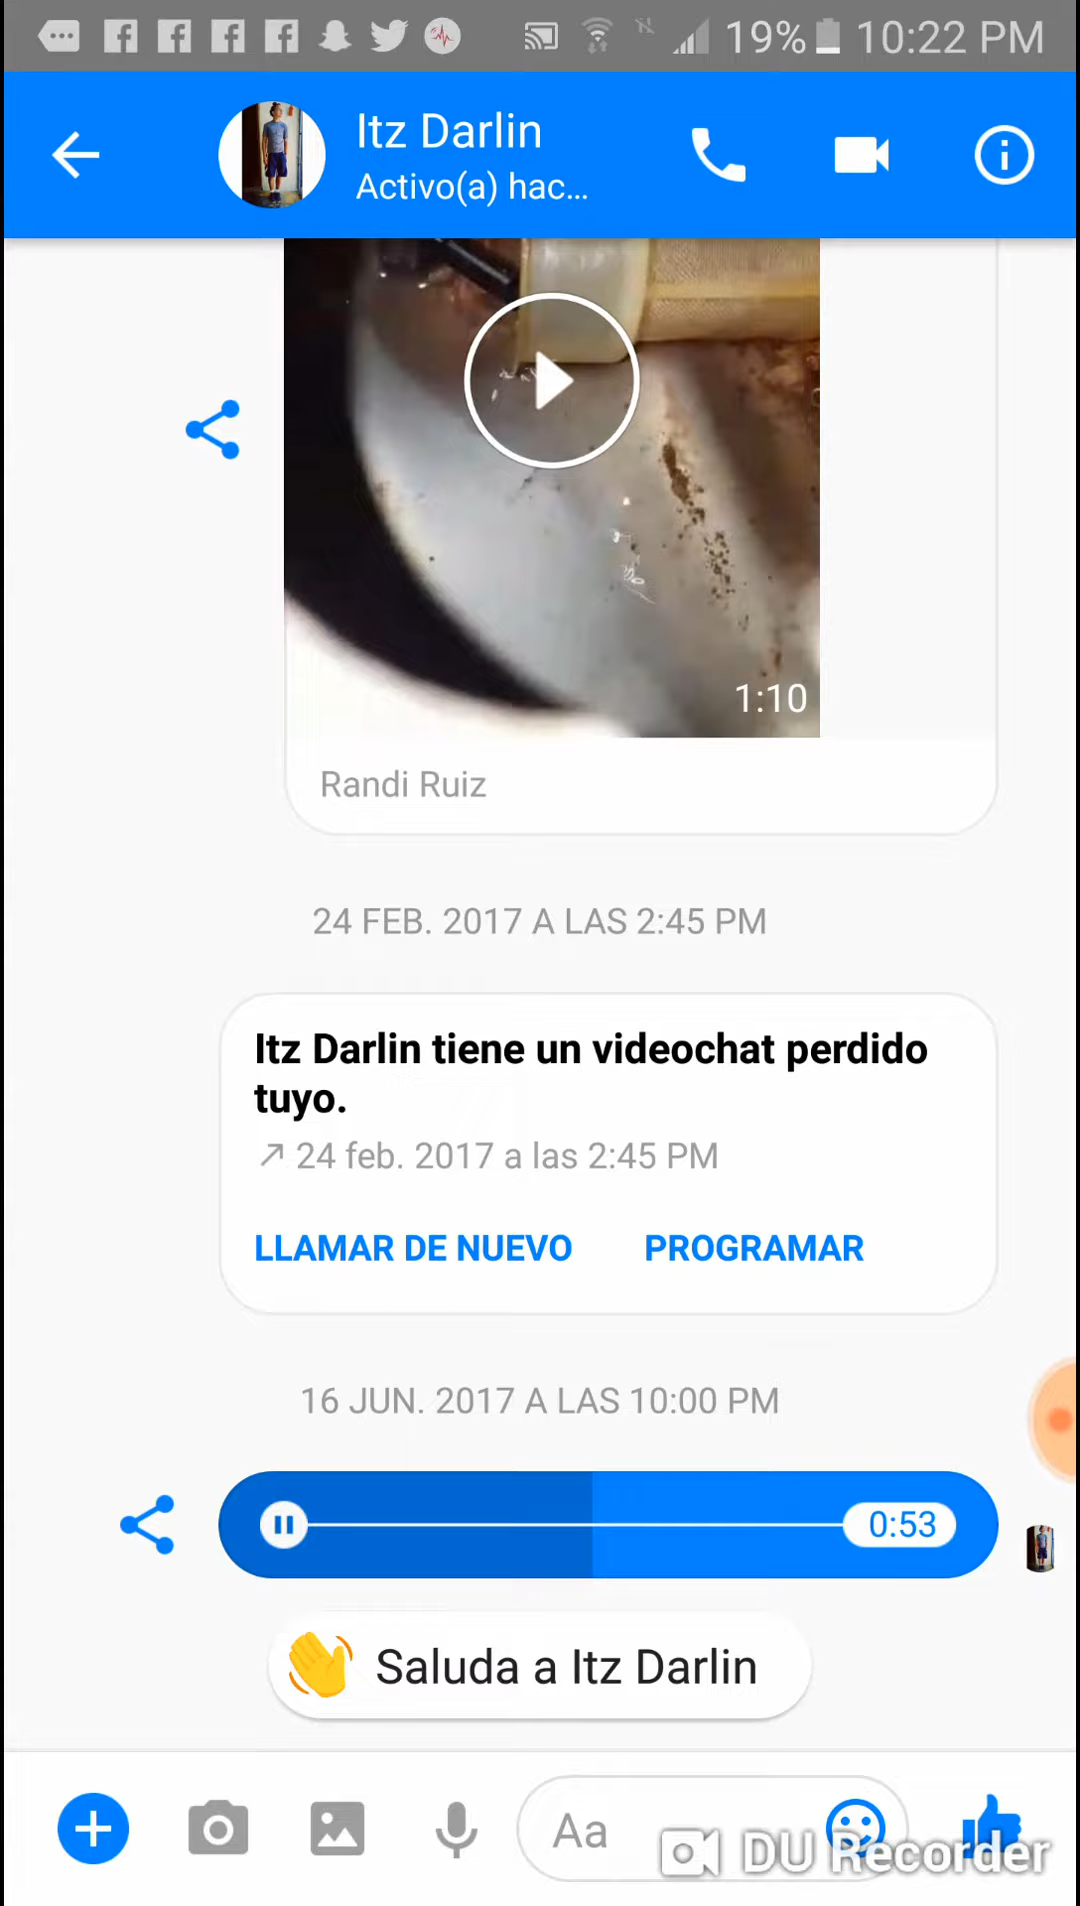 19% 10:22 PM
Itz Darlin
Activo(a) hac...
1:10
Randi Ruiz
24 FEB. 2017 A LAS 2:45 PM
Itz Darlin tiene un videochat perdido
tuyo.
24 feb. 2017 a las 2:45 PM
LLAMAR DE NUEVO PROGRAMAR
16 JUN. 2017 A LAS 10:00 PM
0:53
Saluda a Itz Darlin
Aa
DU Recorder